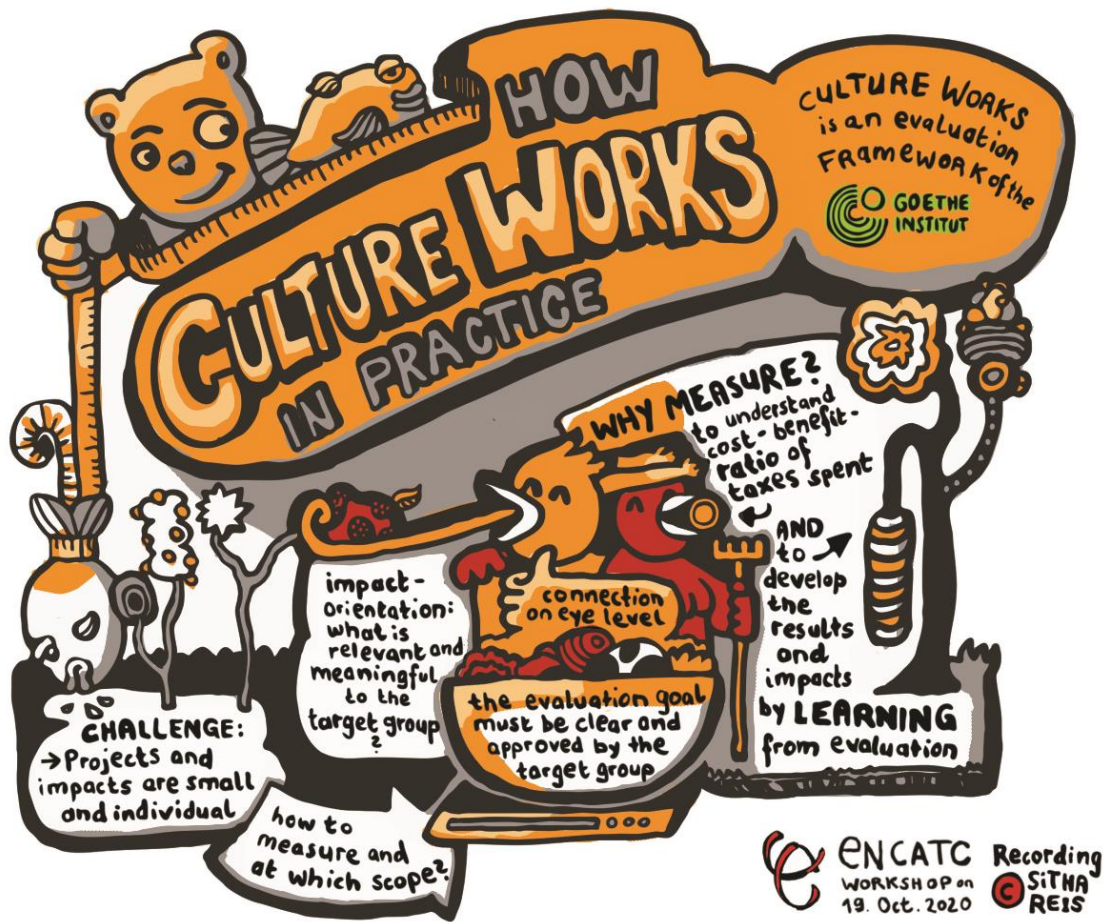 HOW
CULTURE WORKS
IN PRACTICE
CULTURE WORKS
is an evaluation
FRAMEWORK of the
GOETHE
INSTITUT
WHY MEASURE?
to understand
cost-benefit-
ratio of
taxes spent
AND
to
develop
the
results
and
impacts
by LEARNING
from evaluation
connection
on eye level
the evaluation goal
must be clear and
approved by the
target group
impact-
orientation:
what is
relevant and
meaningful
to the
target group
?
CHALLENGE:
→ Projects and
impacts are small
and individual
how to
measure and
at which scope?
ENCATC
WORKSHOP on
19. Oct. 2020
Recording
© SiTHA
REIS